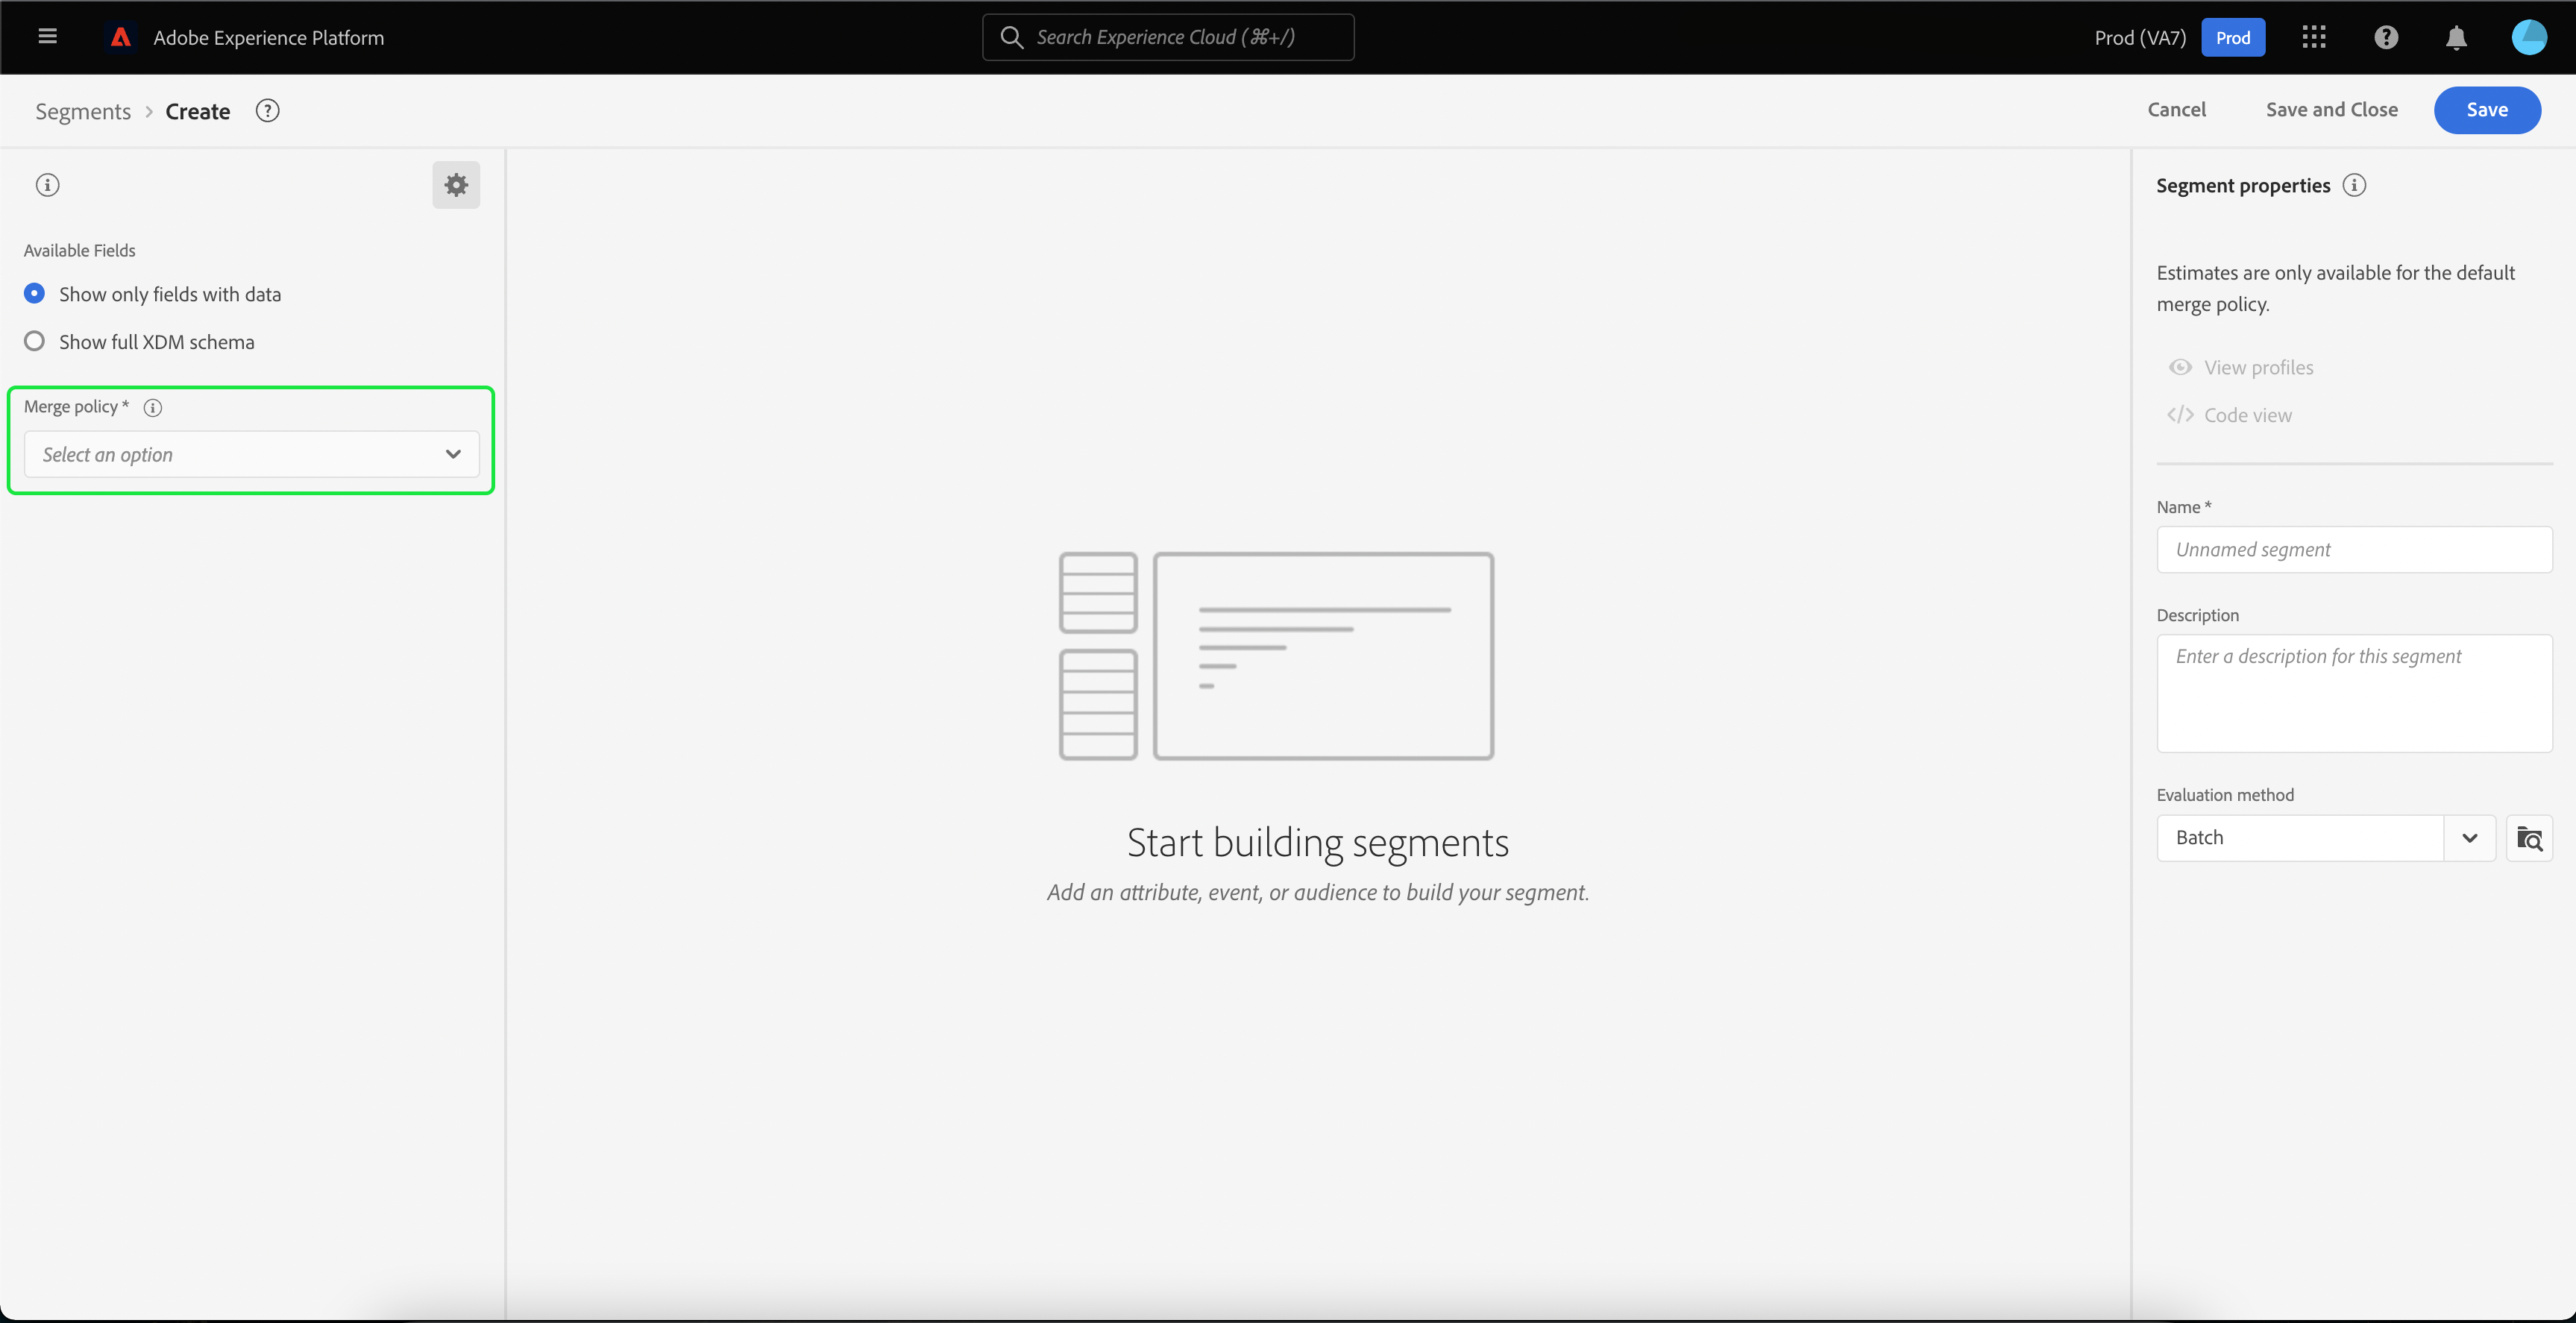 Adobe Experience Platform
Search Experience Cloud (⌘+/)
Prod (VA7)
Prod
Segments > Create
Cancel
Save and Close
Save
Available Fields
Show only fields with data
Show full XDM schema
Merge policy *
Select an option
Start building segments
Add an attribute, event, or audience to build your segment.
Segment properties
Estimates are only available for the default
merge policy.
View profiles
</> Code view
Name *
Unnamed segment
Description
Enter a description for this segment
Evaluation method
Batch